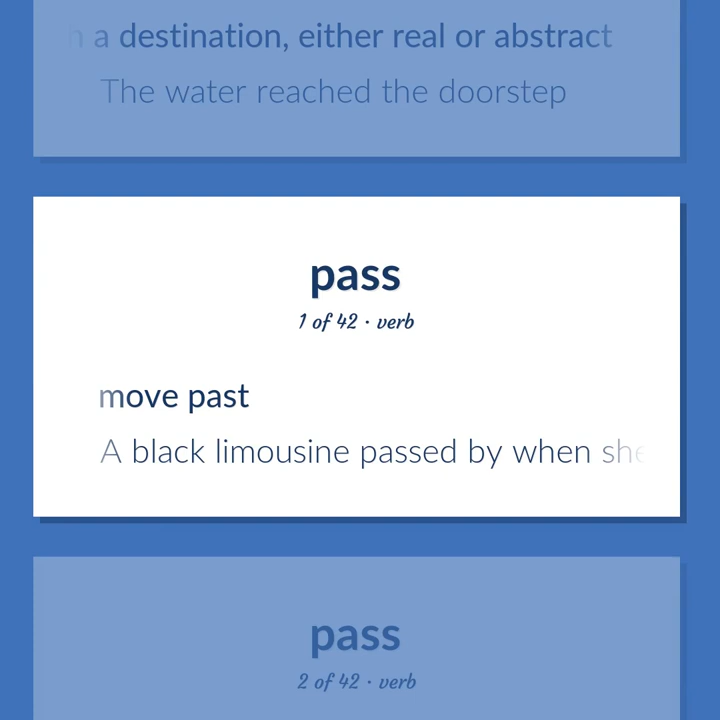 a destination, either real or abstract
The water reached the doorstep
pass
1 of 42 · verb
move past
A black limousine passed by when she
pass
2 of 42 · verb